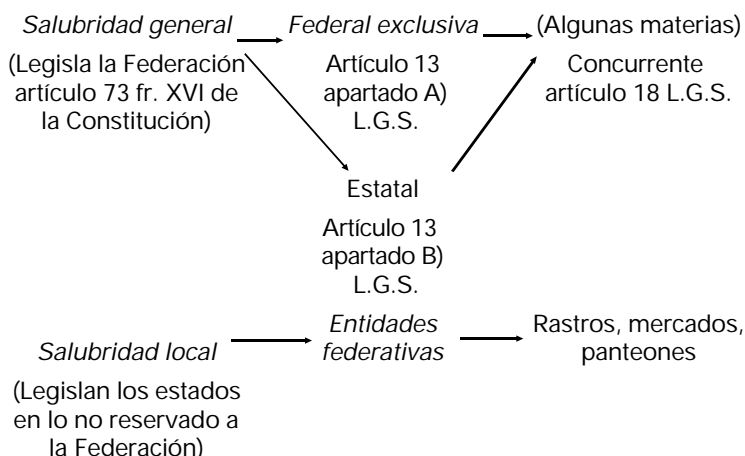 Salubridad general
(Legisla la Federación
artículo 73 fr. XVI de
la Constitución)
Federal exclusiva
Artículo 13
apartado A)
L.G.S.
(Algunas materias)
Concurrente
artículo 18 L.G.S.
Estatal
Artículo 13
apartado B)
L.G.S.
Salubridad local
(Legislan los estados
en lo no reservado a
la Federación)
Entidades
federativas
Rastros, mercados,
panteones